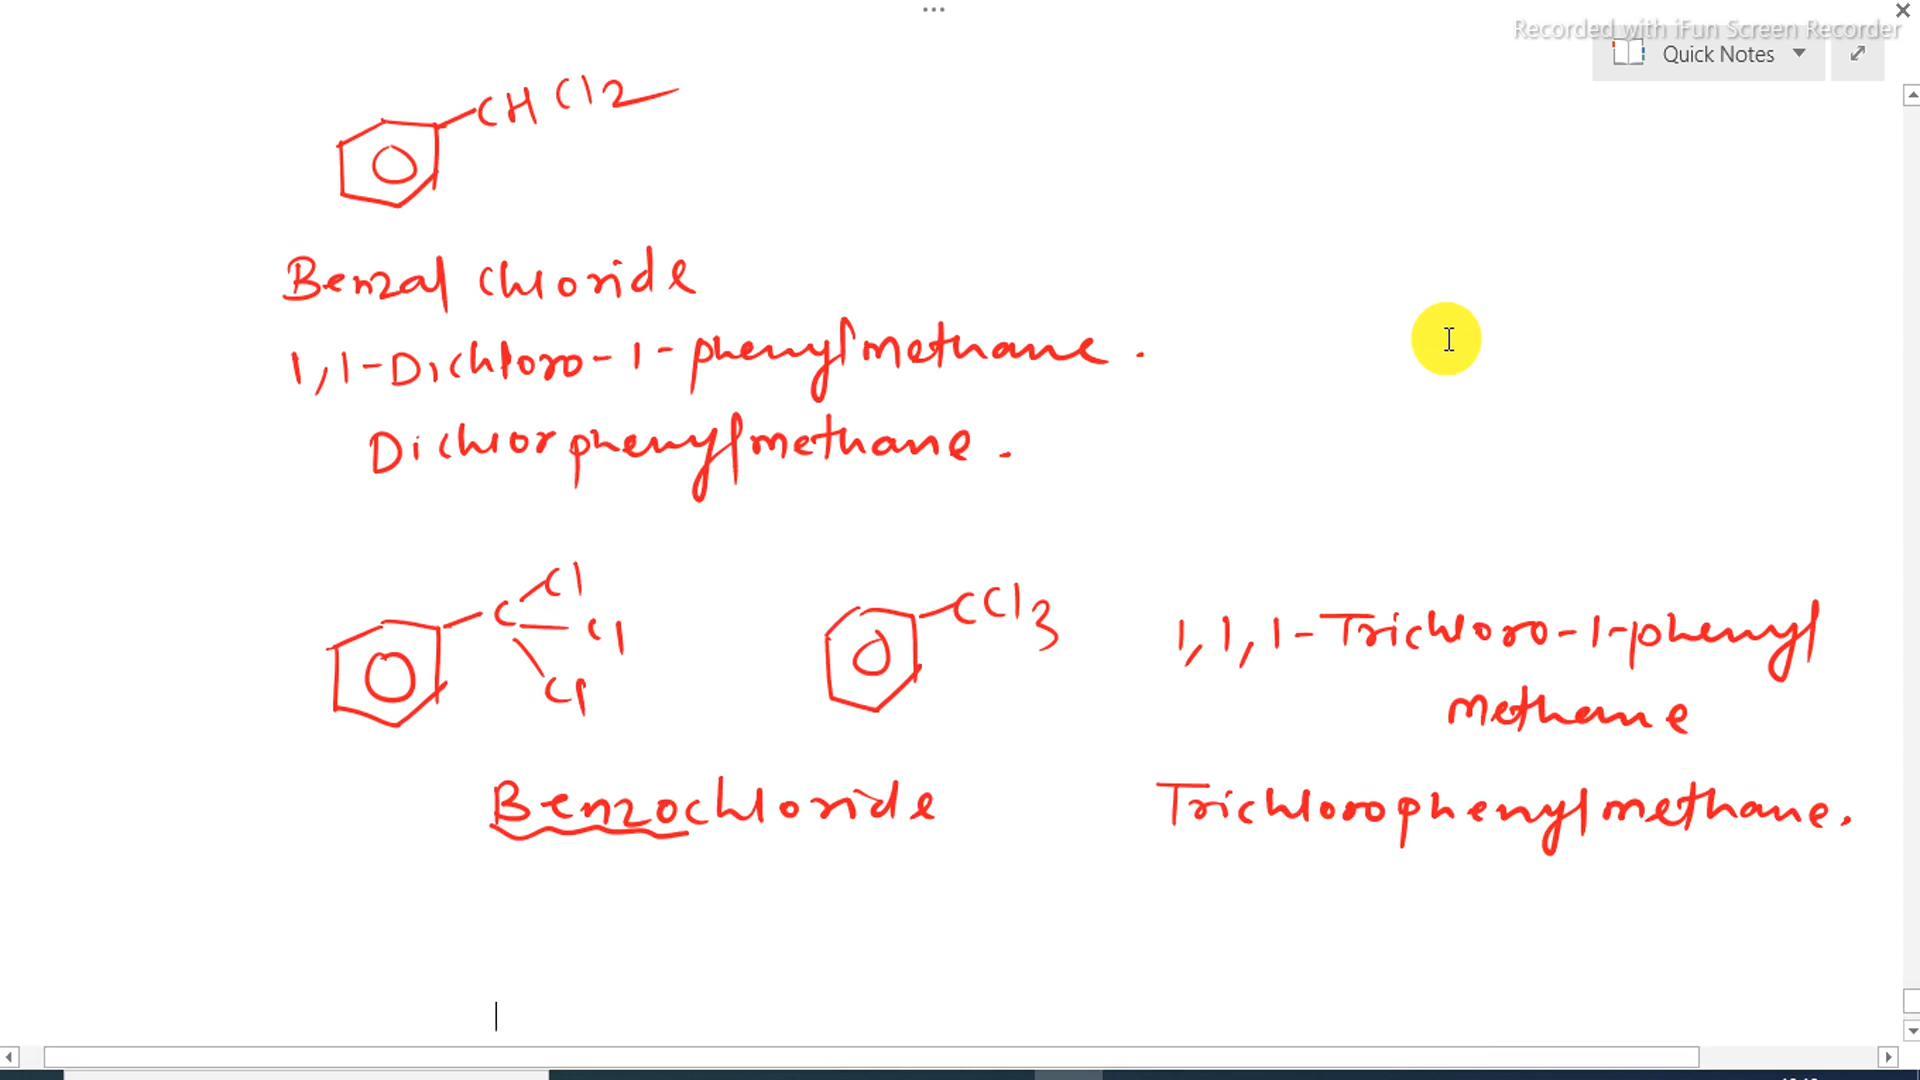 Recorded with iFun Screen Recorder
Quick Notes
CHCl2
Benzal chloride
1,1-Dichloro-1-phenylmethane.
Dichlorphenylmethane.
Cl
C
Cl
Cl
CCl3
1,1,1-Trichloro-1-phenyl
methane
Benzochloride
Trichlorophenylmethane.